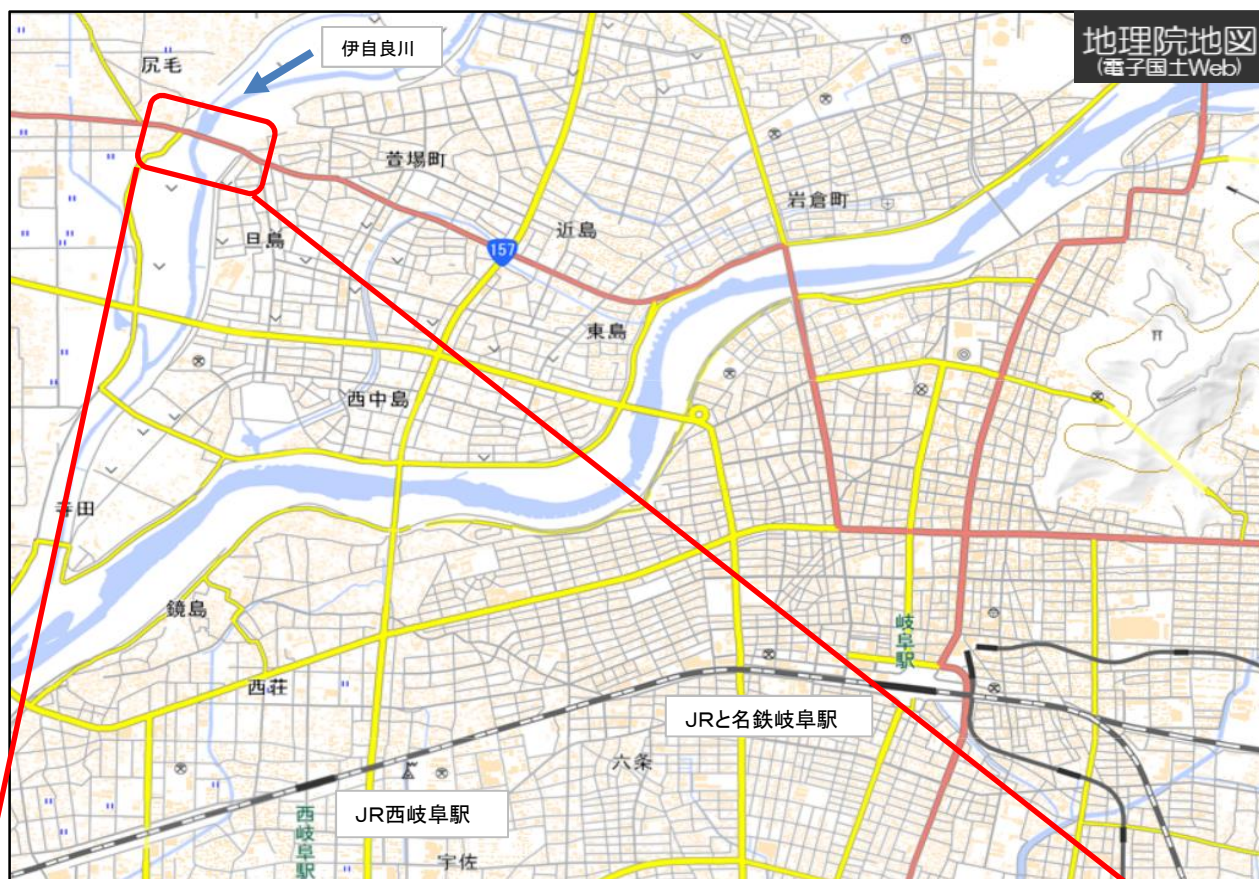 地理院地図
(電子国土Web)
伊自良川
尻毛
萱場町
岩倉町
近島
旦島
157
東島
西中島
寺田
鏡島
岐阜駅
西荘
JRと名鉄岐阜駅
六条
JR西岐阜駅
西岐阜駅
宇佐